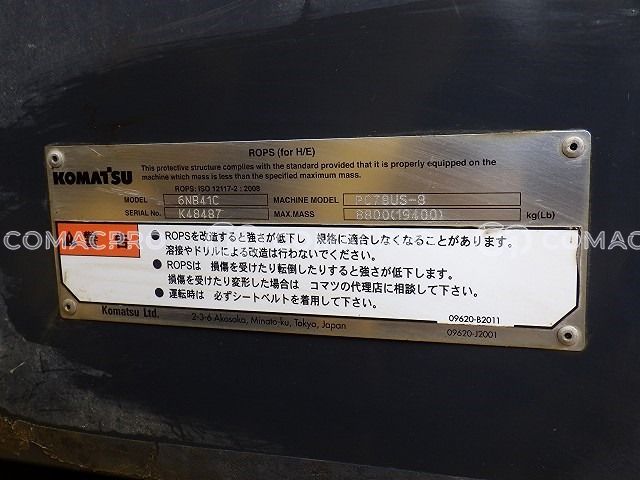 ROPS (for H/E)
This protective structure complies with the standard provided that it is properly equipped on the
KOMATSU
machine which mass is less than the specified maximum mass.
ROPS: ISO 12117-2 : 2008
MODEL 6NB41C MACHINE MODEL PC78US-8
SERIAL No. K48487 MAX.MASS 8800(19400) kg(Lb)
警告
● ROPSを改造すると強さが低下し 規格に適合しなくなることがあります。
溶接やドリルによる改造は行わないでください。
● ROPSは 損傷を受けたり転倒したりすると強さが低下します。
損傷を受けたり変形した場合は コマツの代理店に相談して下さい。
● 運転時は 必ずシートベルトを着用して下さい。
09620-B2011
Komatsu Ltd. 2-3-6 Akasaka, Minato-ku, Tokyo, Japan
09620-J2001